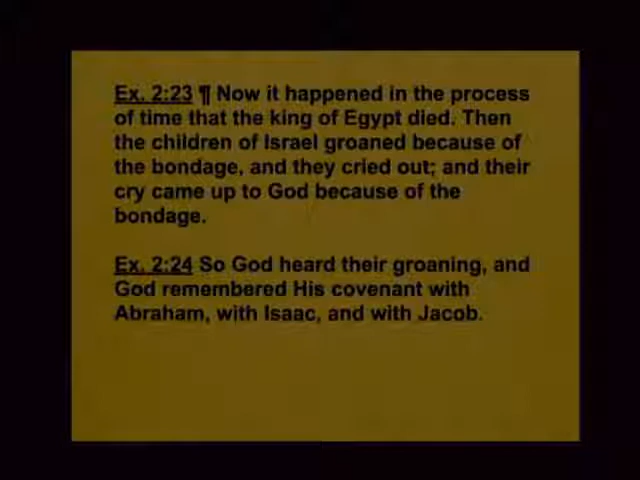 Ex. 2:23 ¶ Now it happened in the process
of time that the king of Egypt died. Then
the children of Israel groaned because of
the bondage, and they cried out; and their
cry came up to God because of the
bondage.
Ex. 2:24 So God heard their groaning, and
God remembered His covenant with
Abraham, with Isaac, and with Jacob.